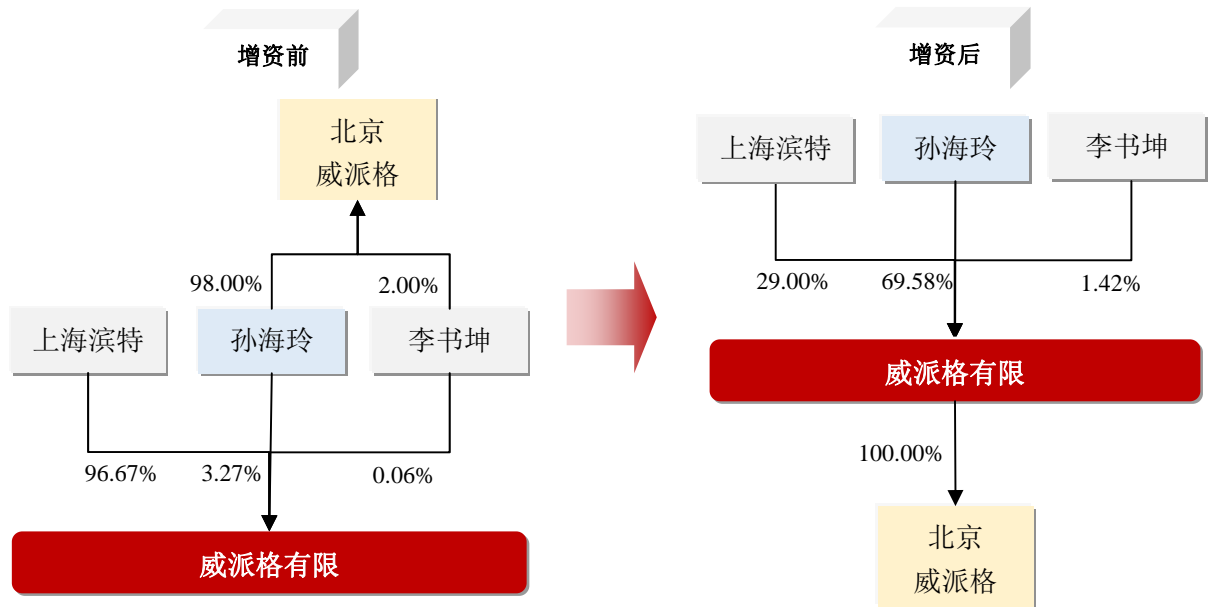 增资前
北京
威派格
98.00%
2.00%
上海滨特
孙海玲
李书坤
96.67%
3.27%
0.06%
威派格有限
增资后
上海滨特
孙海玲
李书坤
29.00%
69.58%
1.42%
威派格有限
100.00%
北京
威派格